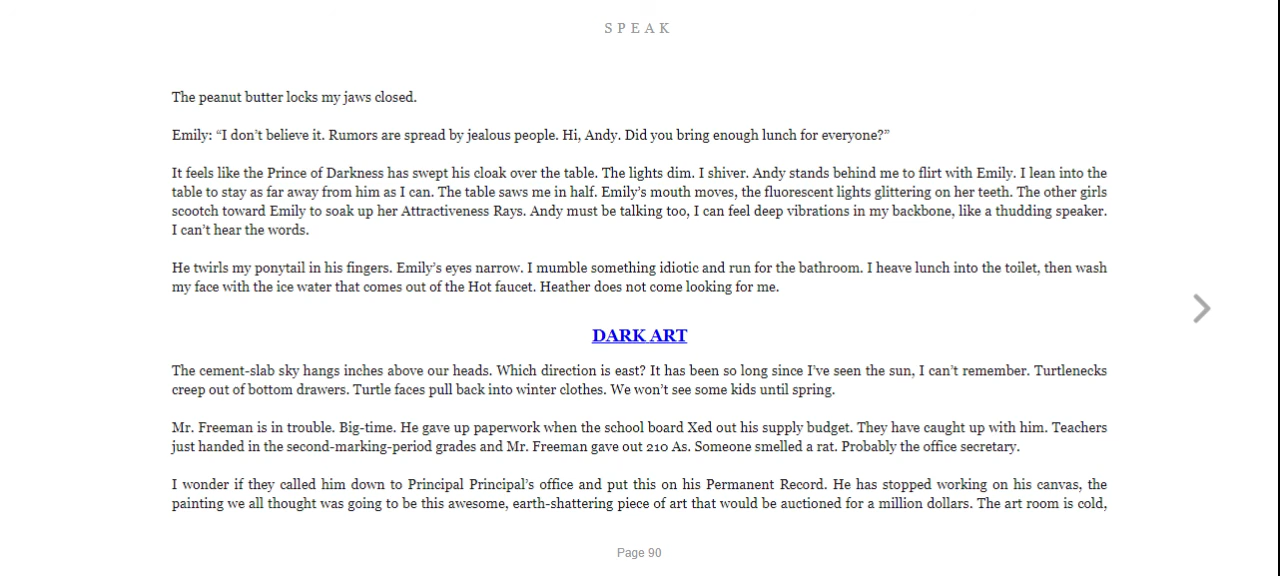 SPEAK
The peanut butter locks my jaws closed.
Emily: “I don’t believe it. Rumors are spread by jealous people. Hi, Andy. Did you bring enough lunch for everyone?”
It feels like the Prince of Darkness has swept his cloak over the table. The lights dim. I shiver. Andy stands behind me to flirt with Emily. I lean into the
table to stay as far away from him as I can. The table saws me in half. Emily’s mouth moves, the fluorescent lights glittering on her teeth. The other girls
scootch toward Emily to soak up her Attractiveness Rays. Andy must be talking too, I can feel deep vibrations in my backbone, like a thudding speaker.
I can’t hear the words.
He twirls my ponytail in his fingers. Emily’s eyes narrow. I mumble something idiotic and run for the bathroom. I heave lunch into the toilet, then wash
my face with the ice water that comes out of the Hot faucet. Heather does not come looking for me.
DARK ART
The cement-slab sky hangs inches above our heads. Which direction is east? It has been so long since I’ve seen the sun, I can’t remember. Turtlenecks
creep out of bottom drawers. Turtle faces pull back into winter clothes. We won’t see some kids until spring.
Mr. Freeman is in trouble. Big-time. He gave up paperwork when the school board Xed out his supply budget. They have caught up with him. Teachers
just handed in the second-marking-period grades and Mr. Freeman gave out 210 As. Someone smelled a rat. Probably the office secretary.
I wonder if they called him down to Principal Principal’s office and put this on his Permanent Record. He has stopped working on his canvas, the
painting we all thought was going to be this awesome, earth-shattering piece of art that would be auctioned for a million dollars. The art room is cold,
Page 90